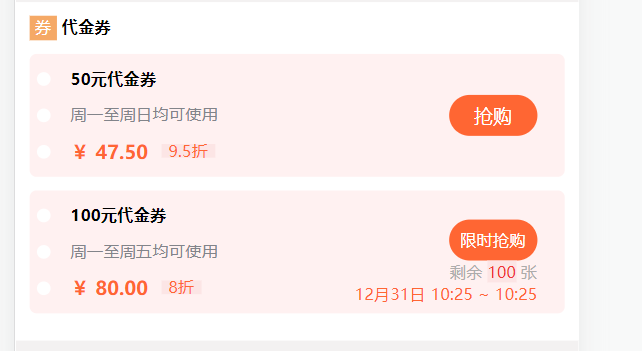 券 代金券
50元代金券
周一至周日均可使用
抢购
￥ 47.50 9.5折
100元代金券
周一至周五均可使用
限时抢购
￥ 80.00 8折
剩余 100 张
12月31日 10:25 ~ 10:25